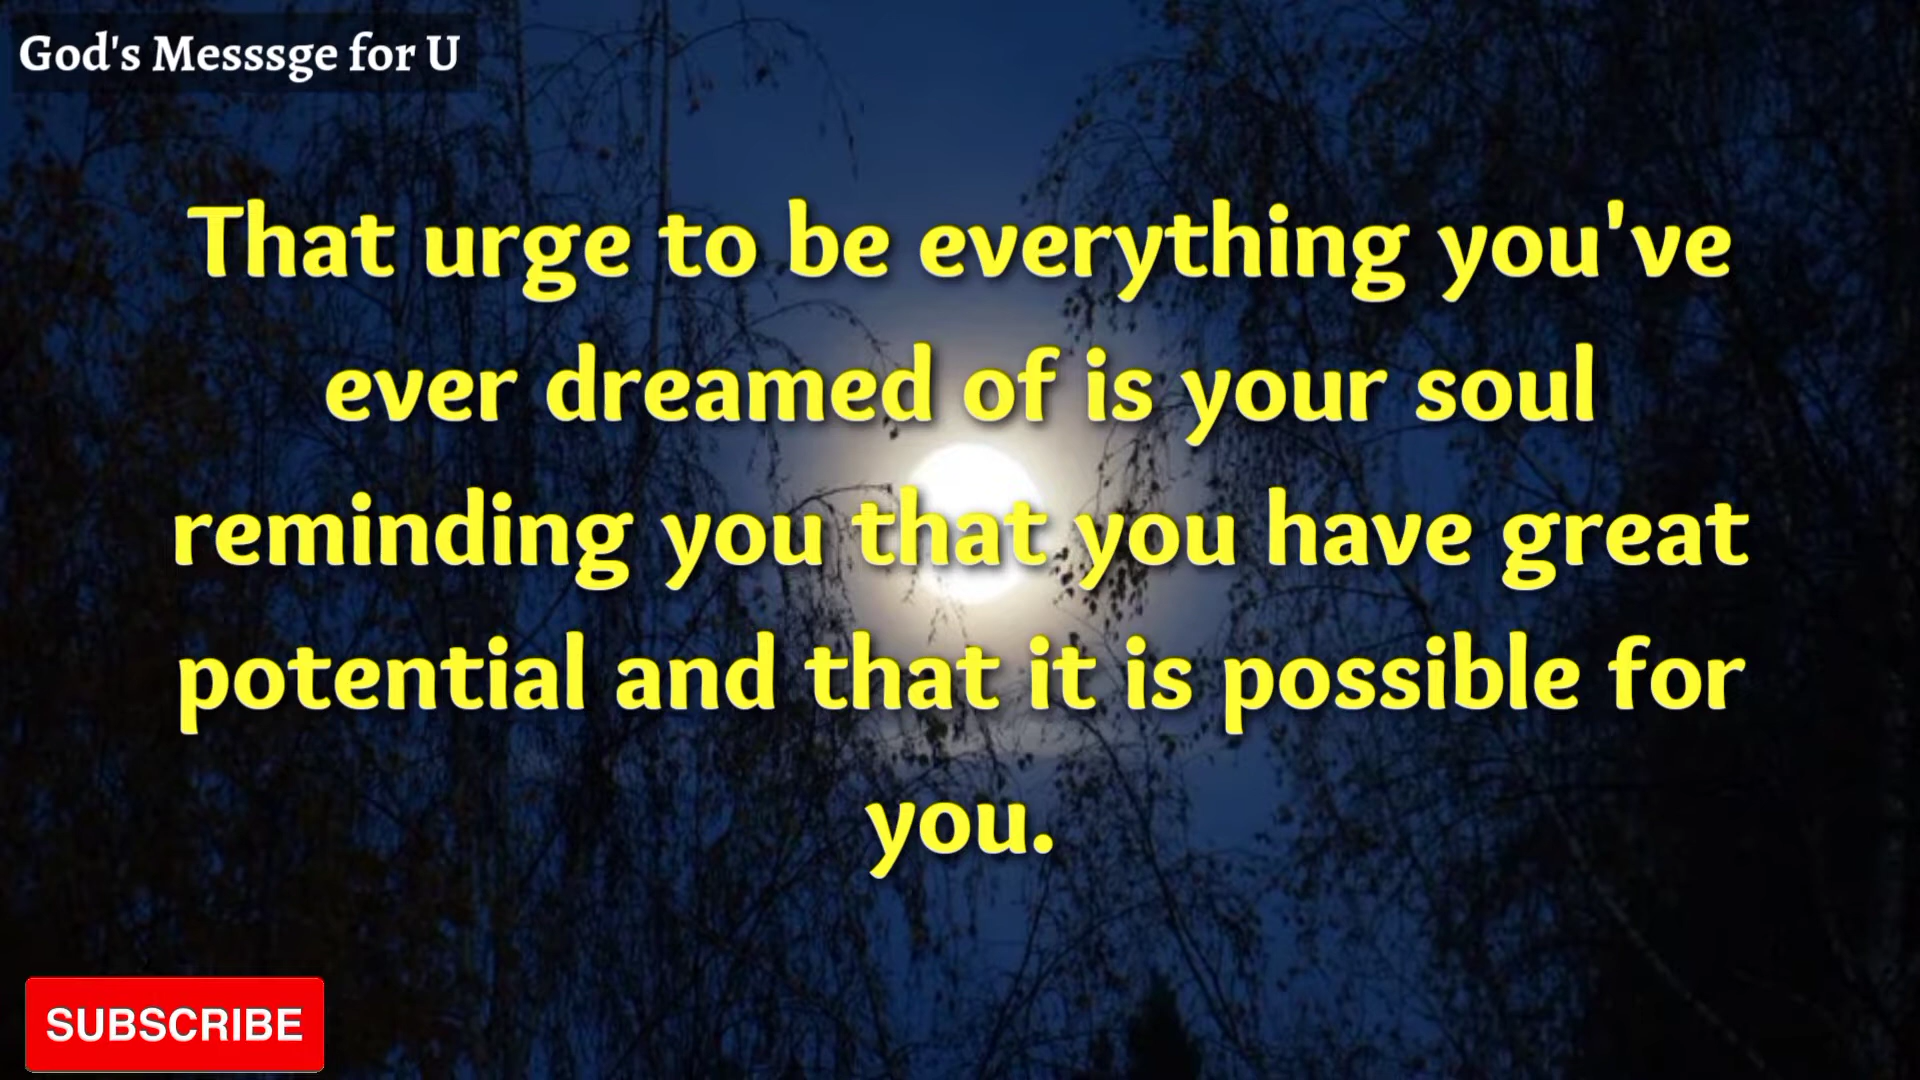 God's Messsge for U
That urge to be everything you've
ever dreamed of is your soul
reminding you that you have great
potential and that it is possible for
you.
SUBSCRIBE